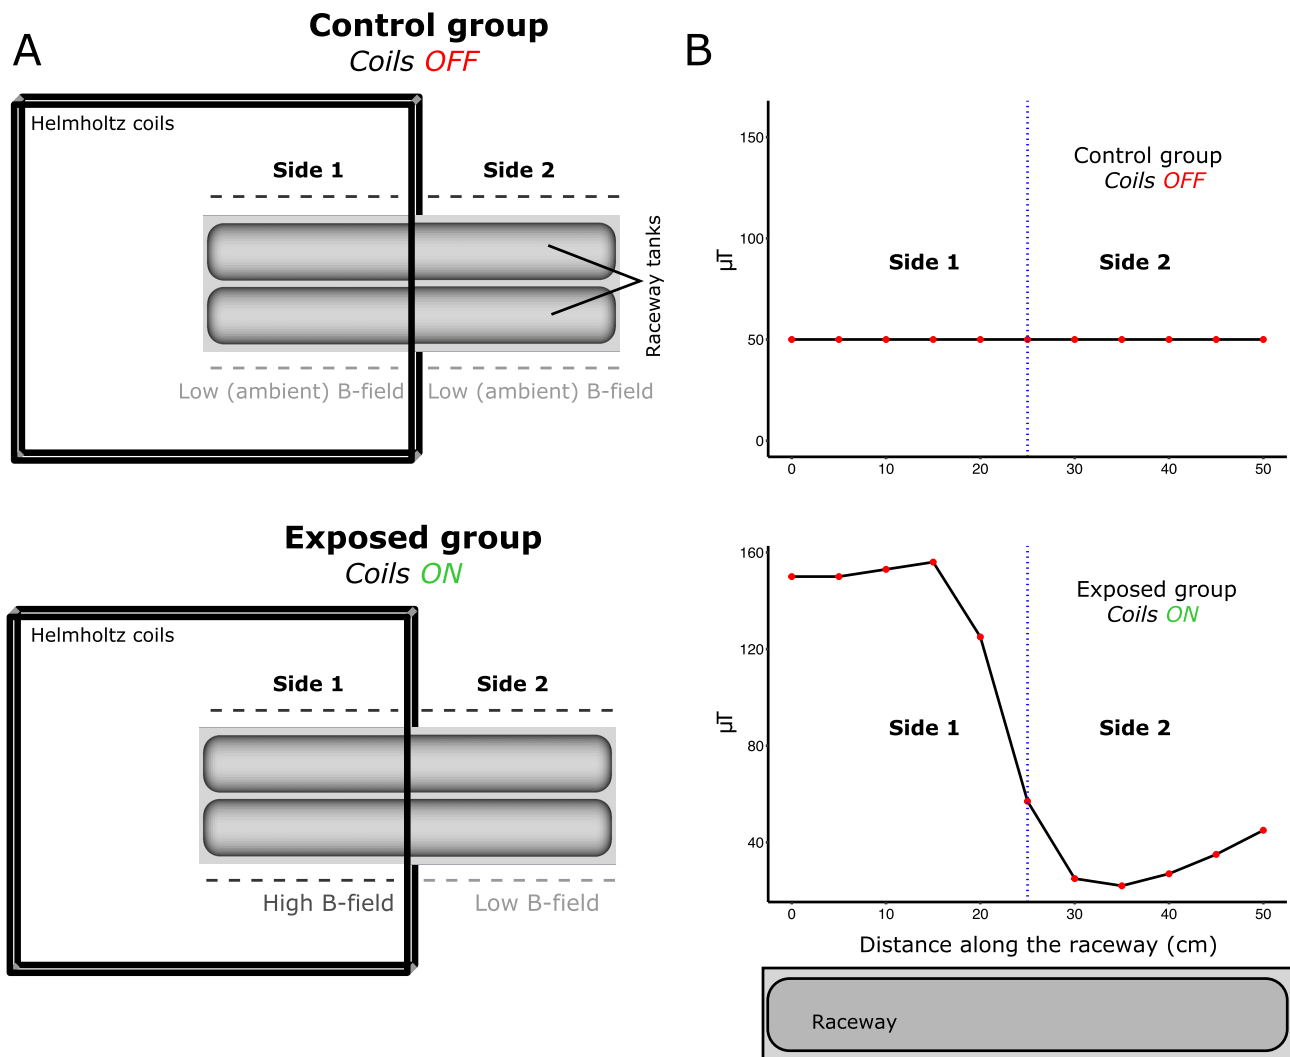 A
Control group
Coils OFF
Helmholtz coils
Side 1
Side 2
Raceway tanks
Low (ambient) B-field
Low (ambient) B-field
Exposed group
Coils ON
Helmholtz coils
Side 1
Side 2
High B-field
Low B-field
B
150
100
50
0
µT
Control group
Coils OFF
Side 1
Side 2
0 10 20 30 40 50
160
120
80
40
µT
Exposed group
Coils ON
Side 1
Side 2
0 10 20 30 40 50
Distance along the raceway (cm)
Raceway